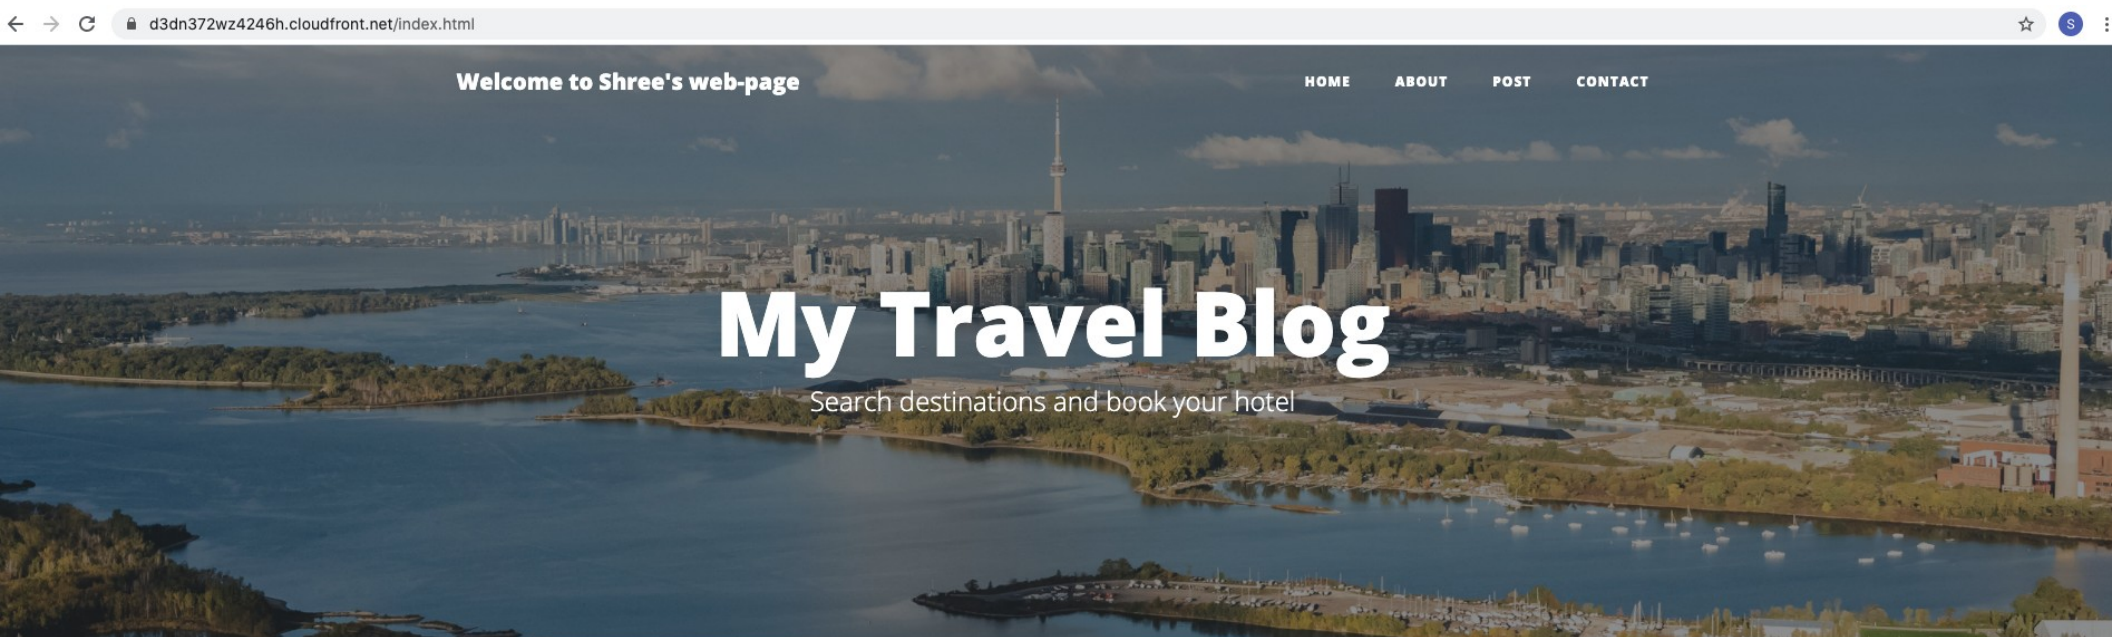 d3dn372wz4246h.cloudfront.net/index.html
S
Welcome to Shree's web-page
HOME ABOUT POST CONTACT
My Travel Blog
Search destinations and book your hotel